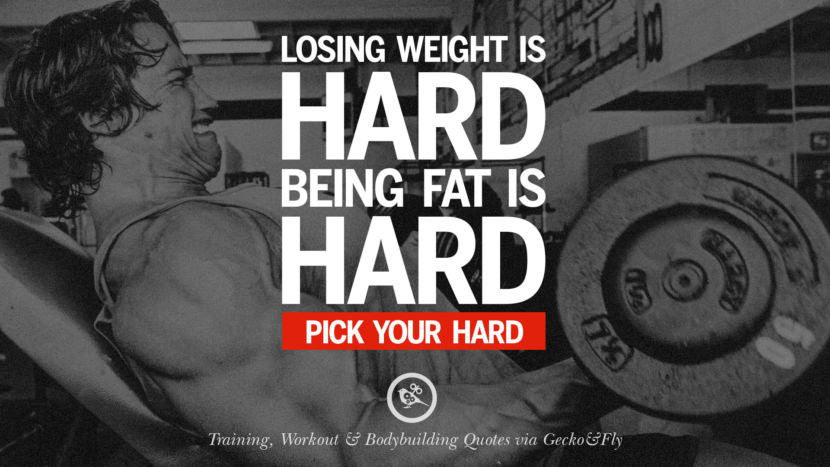 LOSING WEIGHT IS
HARD
BEING FAT IS
HARD
PICK YOUR HARD
Training, Workout & Bodybuilding Quotes via Gecko&Fly